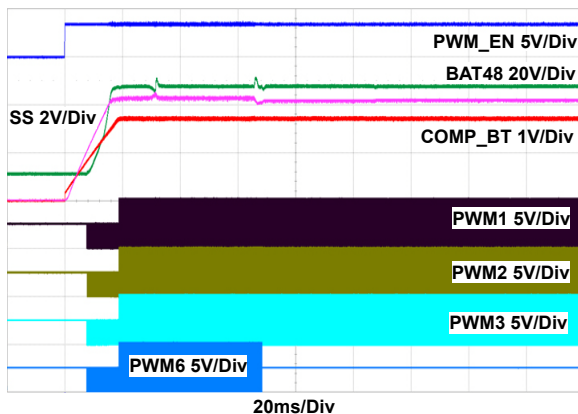 PWM_EN 5V/Div
BAT48 20V/Div
SS 2V/Div
COMP_BT 1V/Div
PWM1 5V/Div
PWM2 5V/Div
PWM3 5V/Div
PWM6 5V/Div
20ms/Div